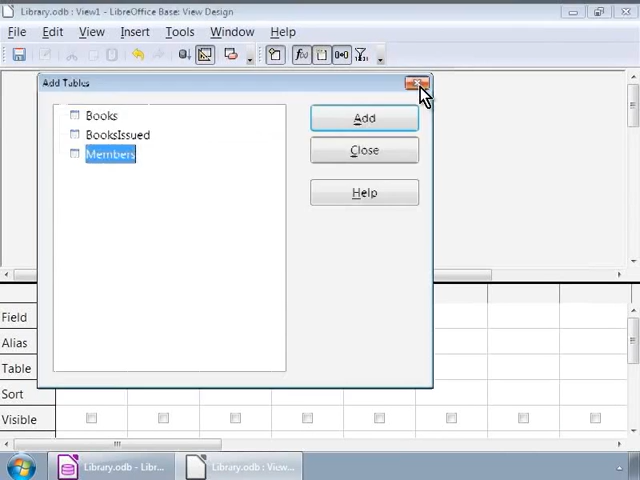 Library.odb : View1 - LibreOffice Base: View Design
File Edit View Insert Tools Window Help
Add Tables
Books
BooksIssued
Members
Add
Close
Help
Field
Alias
Table
Sort
Visible
Library.odb - Libr...
Library.odb : View...